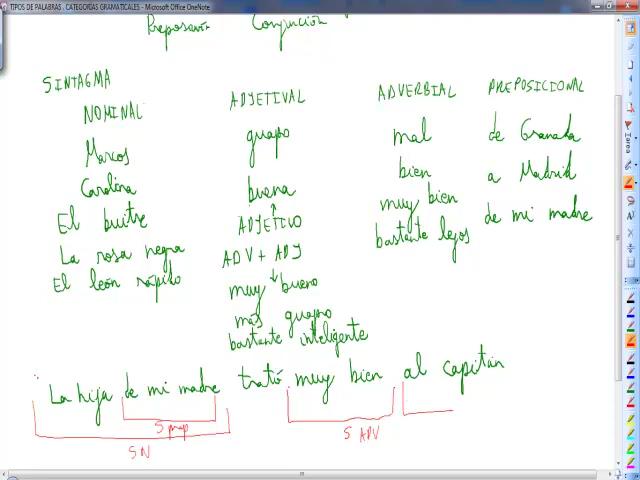 TIPOS DE PALABRAS . CATEGORÍAS GRAMATICALES - Microsoft Office OneNote
Preposición Conjunción
SINTAGMA
NOMINAL ADJETIVAL ADVERBIAL PREPOSICIONAL
Marcos guapo mal de Granada
Carolina buena bien a Madrid
El buitre ADJETIVO muy bien de mi madre
La rosa negra ADV + ADJ bastante lejos
El león rápido muy bueno
más guapo
bastante inteligente
La hija de mi madre trató muy bien al capitán
S prep S ADV
SN
Tareas